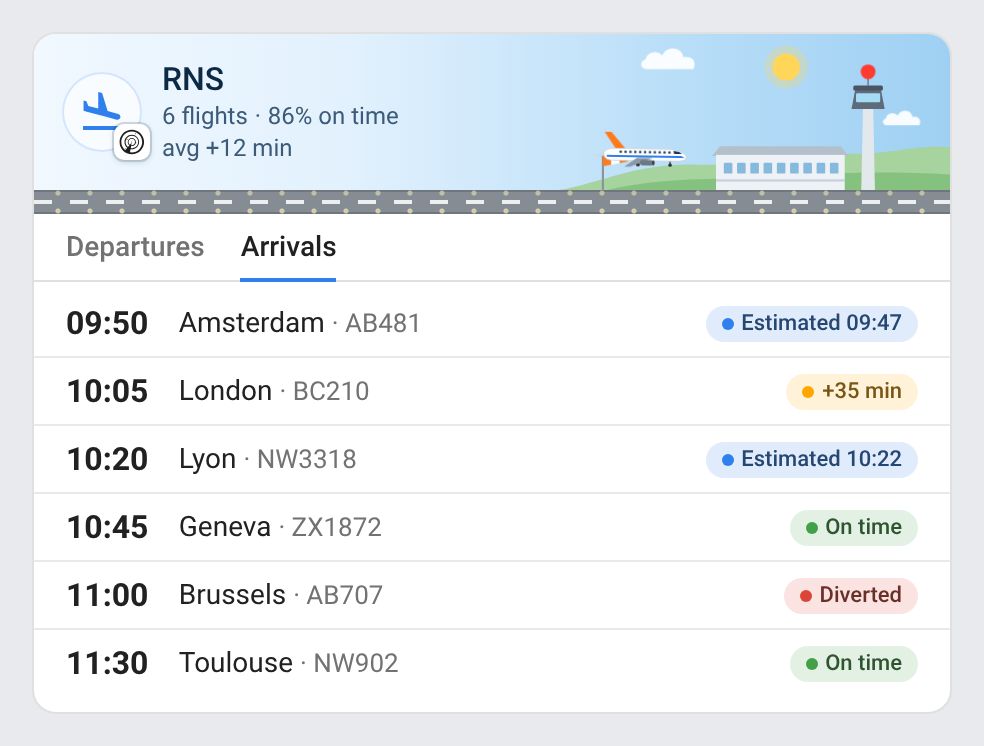 RNS
6 flights · 86% on time
avg +12 min
Departures Arrivals
09:50 Amsterdam · AB481 Estimated 09:47
10:05 London · BC210 +35 min
10:20 Lyon · NW3318 Estimated 10:22
10:45 Geneva · ZX1872 On time
11:00 Brussels · AB707 Diverted
11:30 Toulouse · NW902 On time